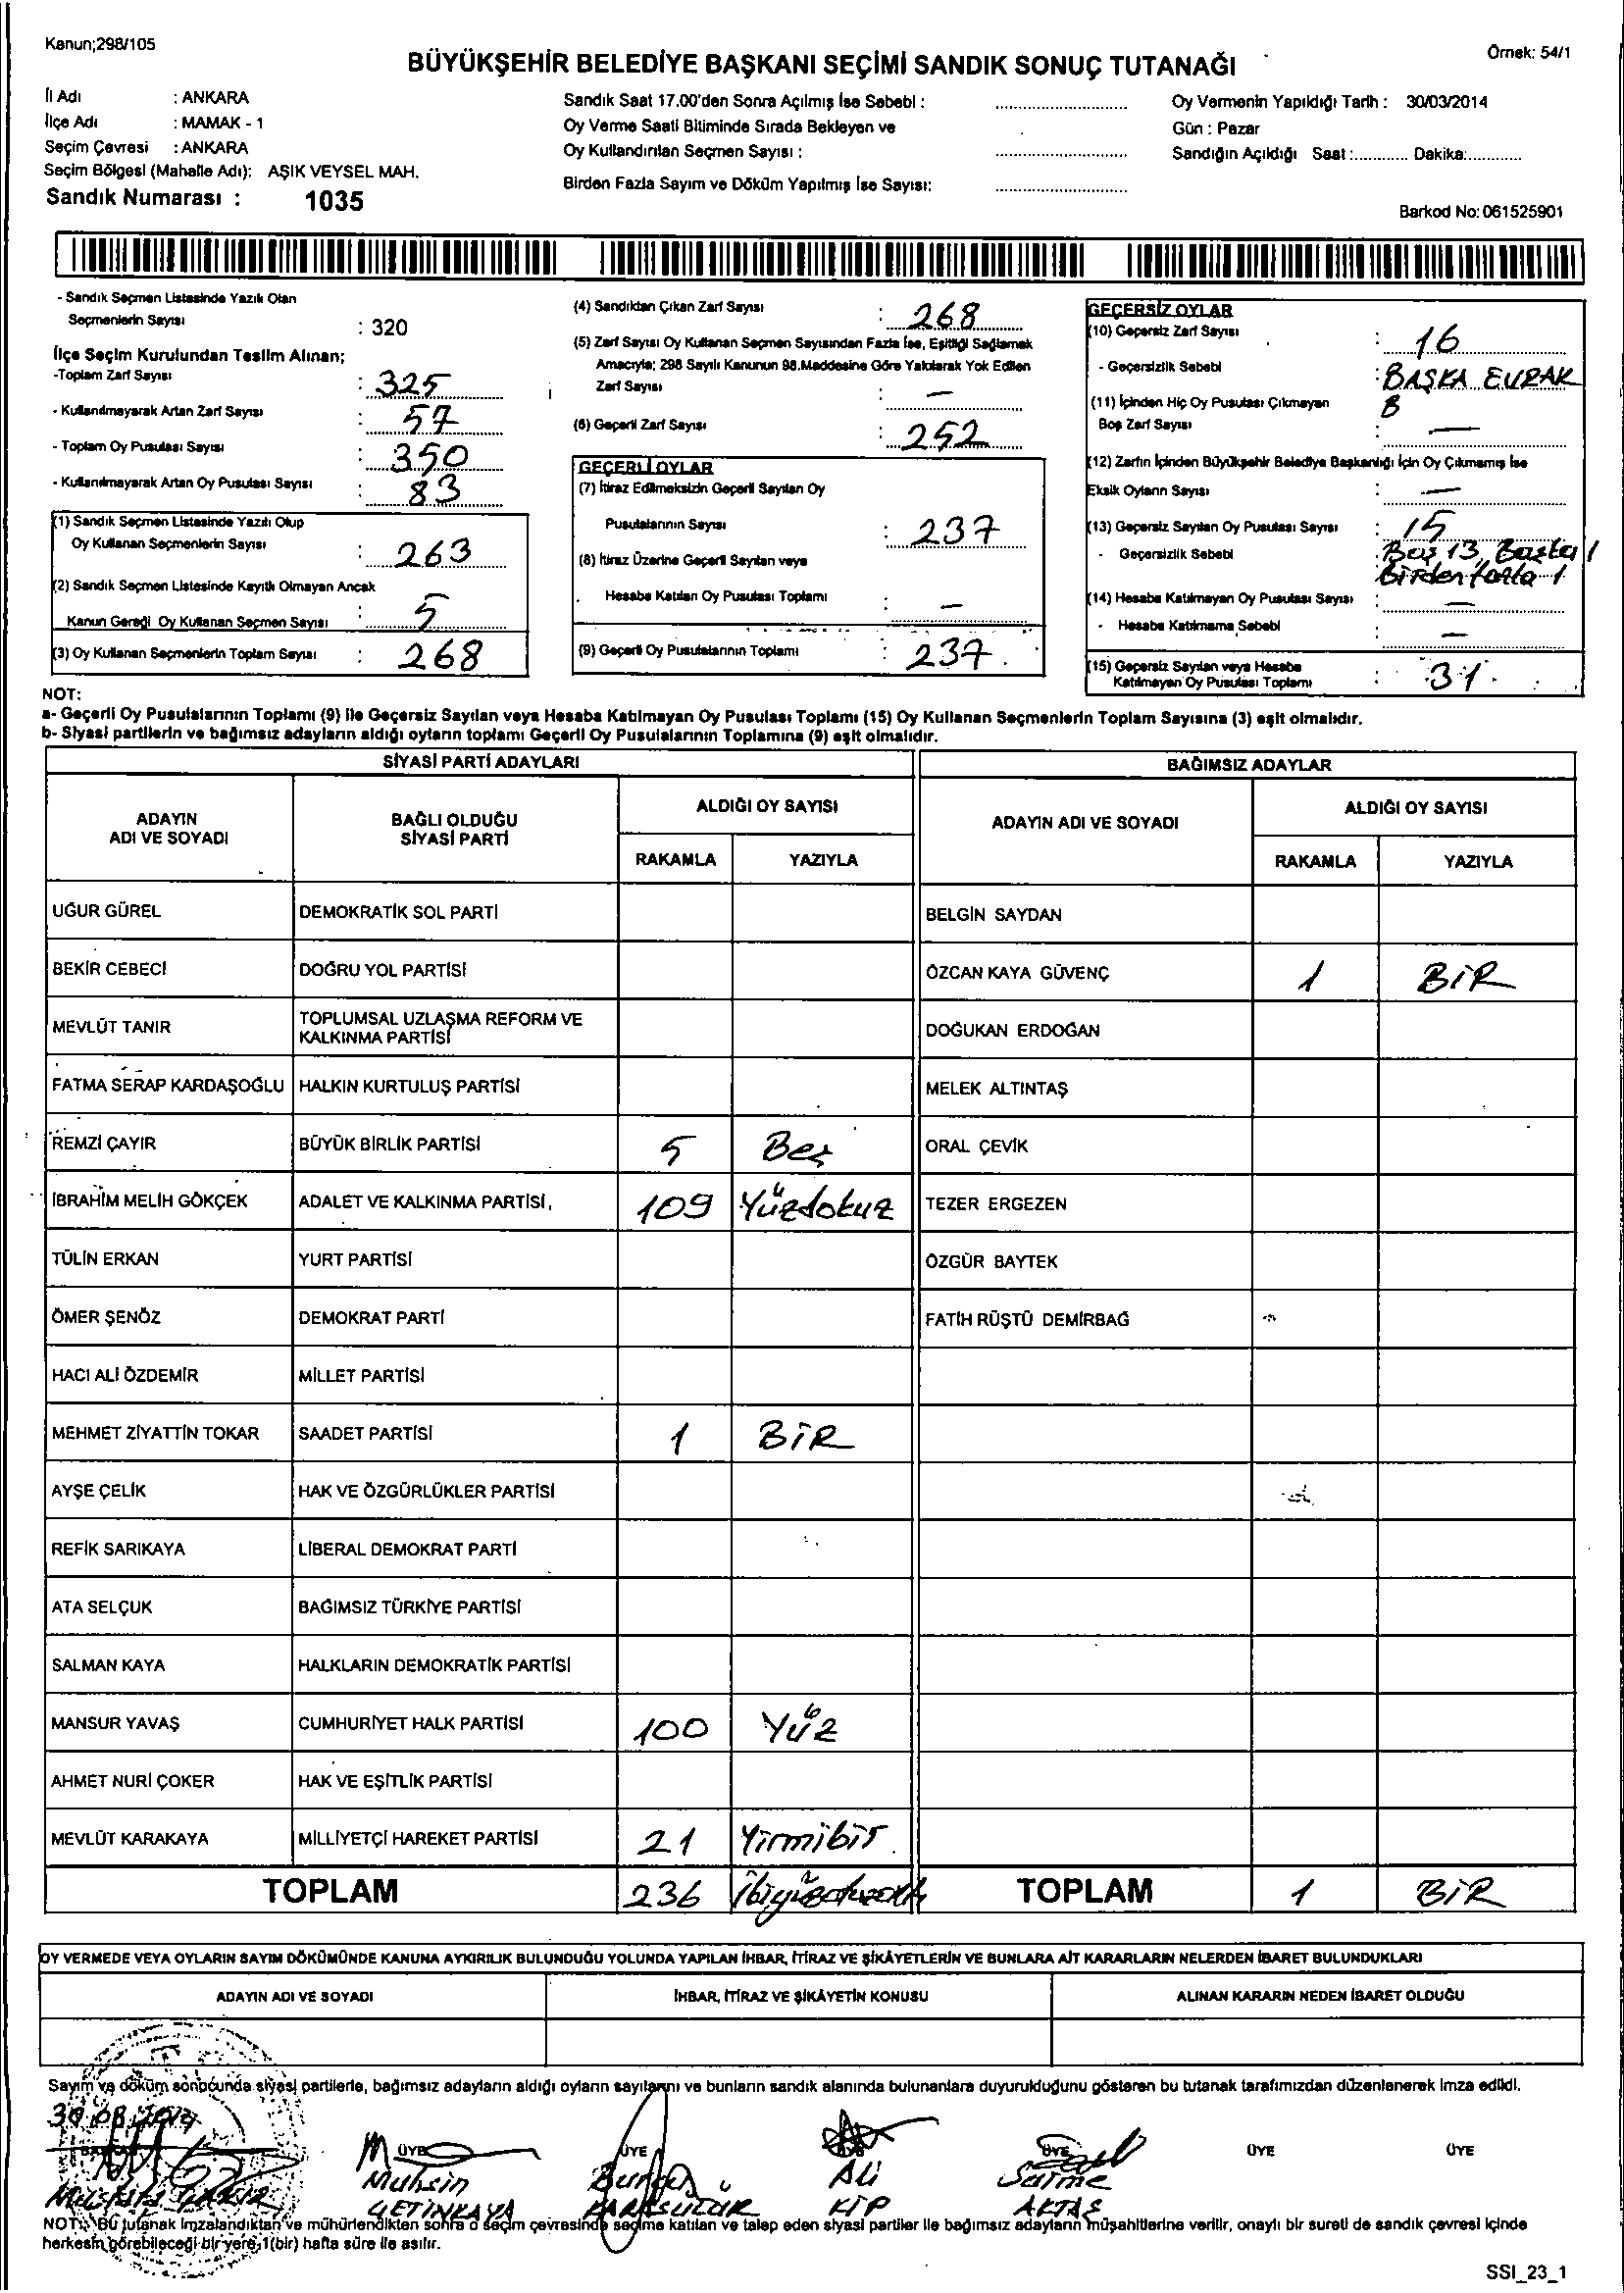 Kanun;298/105
Örnek: 54/1
BÜYÜKŞEHİR BELEDİYE BAŞKANI SEÇİMİ SANDIK SONUÇ TUTANAĞI
İl Adı : ANKARA
İlçe Adı : MAMAK - 1
Seçim Çevresi : ANKARA
Seçim Bölgesi (Mahalle Adı): AŞIK VEYSEL MAH.
Sandık Numarası : 1035
Sandık Saat 17.00'den Sonra Açılmış İse Sebebi :
Oy Verme Saati Bitiminde Sırada Bekleyen ve
Oy Kullandırılan Seçmen Sayısı :
Birden Fazla Sayım ve Döküm Yapılmış İse Sayısı:
Oy Vermenin Yapıldığı Tarih : 30/03/2014
Gün : Pazar
Sandığın Açıldığı Saat :............ Dakika:............
Barkod No: 061525901
- Sandık Seçmen Listesinde Yazılı Olan
Seçmenlerin Sayısı : 320
İlçe Seçim Kurulundan Teslim Alınan;
-Toplam Zarf Sayısı : 325
- Kullanılmayarak Artan Zarf Sayısı : 57
- Toplam Oy Pusulası Sayısı : 350
- Kullanılmayarak Artan Oy Pusulası Sayısı : 83
(1) Sandık Seçmen Listesinde Yazılı Olup
Oy Kullanan Seçmenlerin Sayısı : 263
(2) Sandık Seçmen Listesinde Kayıtlı Olmayan Ancak
Kanun Gereği Oy Kullanan Seçmen Sayısı : 5
(3) Oy Kullanan Seçmenlerin Toplam Sayısı : 268
(4) Sandıktan Çıkan Zarf Sayısı : 268
(5) Zarf Sayısı Oy Kullanan Seçmen Sayısından Fazla İse, Eşitliği Sağlamak
Amacıyla; 298 Sayılı Kanunun 98.Maddesine Göre Yakılarak Yok Edilen
Zarf Sayısı : —
(6) Geçerli Zarf Sayısı : 252
GEÇERLİ OYLAR
(7) İtiraz Edilmeksizin Geçerli Sayılan Oy
Pusulalarının Sayısı : 237
(8) İtiraz Üzerine Geçerli Sayılan veya
Hesaba Katılan Oy Pusulası Toplamı : —
(9) Geçerli Oy Pusulalarının Toplamı : 237
GEÇERSİZ OYLAR
(10) Geçersiz Zarf Sayısı : 16
- Geçersizlik Sebebi : BAŞKA EVRAK
(11) İçinden Hiç Oy Pusulası Çıkmayan
Boş Zarf Sayısı : —
(12) Zarfın İçinden Büyükşehir Belediye Başkanlığı İçin Oy Çıkmamış İse
Eksik Oyların Sayısı : —
(13) Geçersiz Sayılan Oy Pusulası Sayısı : 15
- Geçersizlik Sebebi Boş 13, Başka 1
Birden fazla 1
(14) Hesaba Katılmayan Oy Pusulası Sayısı : —
- Hesaba Katılmama Sebebi : —
(15) Geçersiz Sayılan veya Hesaba
Katılmayan Oy Pusulası Toplamı : 31
NOT:
a- Geçerli Oy Pusulalarının Toplamı (9) ile Geçersiz Sayılan veya Hesaba Katılmayan Oy Pusulası Toplamı (15) Oy Kullanan Seçmenlerin Toplam Sayısına (3) eşit olmalıdır.
b- Siyasi partilerin ve bağımsız adayların aldığı oyların toplamı Geçerli Oy Pusulalarının Toplamına (9) eşit olmalıdır.
SİYASİ PARTİ ADAYLARI BAĞIMSIZ ADAYLAR
ADAYIN ADI VE SOYADI
BAĞLI OLDUĞU SİYASİ PARTİ
ALDIĞI OY SAYISI
RAKAMLA YAZIYLA
ADAYIN ADI VE SOYADI
ALDIĞI OY SAYISI
RAKAMLA YAZIYLA
UĞUR GÜREL DEMOKRATİK SOL PARTİ BELGİN SAYDAN
BEKİR CEBECİ DOĞRU YOL PARTİSİ ÖZCAN KAYA GÜVENÇ 1 BİR
MEVLÜT TANIR TOPLUMSAL UZLAŞMA REFORM VE KALKINMA PARTİSİ DOĞUKAN ERDOĞAN
FATMA SERAP KARDAŞOĞLU HALKIN KURTULUŞ PARTİSİ MELEK ALTINTAŞ
REMZİ ÇAYIR BÜYÜK BİRLİK PARTİSİ 5 Beş ORAL ÇEVİK
İBRAHİM MELİH GÖKÇEK ADALET VE KALKINMA PARTİSİ 109 Yüzdokuz TEZER ERGEZEN
TÜLİN ERKAN YURT PARTİSİ ÖZGÜR BAYTEK
ÖMER ŞENÖZ DEMOKRAT PARTİ FATİH RÜŞTÜ DEMİRBAĞ
HACI ALİ ÖZDEMİR MİLLET PARTİSİ
MEHMET ZİYATTİN TOKAR SAADET PARTİSİ 1 BİR
AYŞE ÇELİK HAK VE ÖZGÜRLÜKLER PARTİSİ
REFİK SARIKAYA LİBERAL DEMOKRAT PARTİ
ATA SELÇUK BAĞIMSIZ TÜRKİYE PARTİSİ
SALMAN KAYA HALKLARIN DEMOKRATİK PARTİSİ
MANSUR YAVAŞ CUMHURİYET HALK PARTİSİ 100 Yüz
AHMET NURİ ÇOKER HAK VE EŞİTLİK PARTİSİ
MEVLÜT KARAKAYA MİLLİYETÇİ HAREKET PARTİSİ 21 Yirmibir
TOPLAM 236 TOPLAM 1 BİR
OY VERMEDE VEYA OYLARIN SAYIM DÖKÜMÜNDE KANUNA AYKIRILIK BULUNDUĞU YOLUNDA YAPILAN İHBAR, İTİRAZ VE ŞİKÂYETLERİN VE BUNLARA AİT KARARLARIN NELERDEN İBARET BULUNDUKLARI
ADAYIN ADI VE SOYADI İHBAR, İTİRAZ VE ŞİKÂYETİN KONUSU ALINAN KARARIN NEDEN İBARET OLDUĞU
Sayım ve döküm sonucunda siyasi partilerle, bağımsız adayların aldığı oyların sayılarını ve bunların sandık alanında bulunanlara duyurulduğunu gösteren bu tutanak tarafımızdan düzenlenerek imza edildi.
ÜYE ÜYE ÜYE ÜYE ÜYE ÜYE
Muhsin Ali Saime
ÇETİNKAYA KİP AKTAŞ
NOT: Bu tutanak imzalandıktan ve mühürlendikten sonra o seçim çevresinde seçime katılan ve talep eden siyasi partiler ile bağımsız adayların müşahitlerine verilir, onaylı bir sureti de sandık çevresi içinde
herkesin görebileceği bir yere 1(bir) hafta süre ile asılır.
SSI_23_1